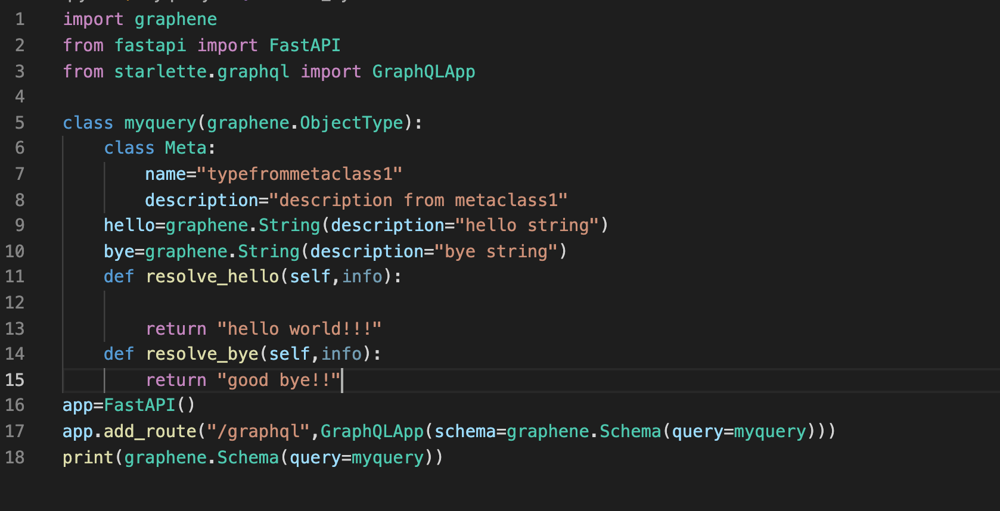 1 import graphene
2 from fastapi import FastAPI
3 from starlette.graphql import GraphQLApp
4
5 class myquery(graphene.ObjectType):
6     class Meta:
7         name="typefrommetaclass1"
8         description="description from metaclass1"
9     hello=graphene.String(description="hello string")
10     bye=graphene.String(description="bye string")
11     def resolve_hello(self,info):
12
13         return "hello world!!!"
14     def resolve_bye(self,info):
15         return "good bye!!"
16 app=FastAPI()
17 app.add_route("/graphql",GraphQLApp(schema=graphene.Schema(query=myquery)))
18 print(graphene.Schema(query=myquery))